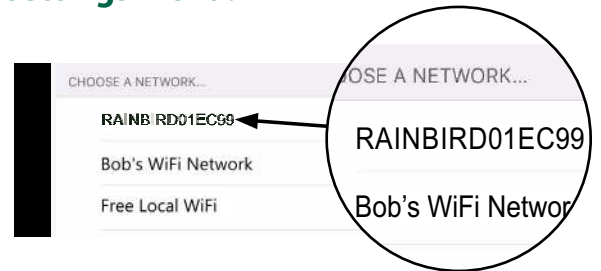 CHOOSE A NETWORK...
RAINBIRD01EC99
Bob's WiFi Network
Free Local WiFi
OSE A NETWORK...
RAINBIRD01EC99
Bob's WiFi Networ